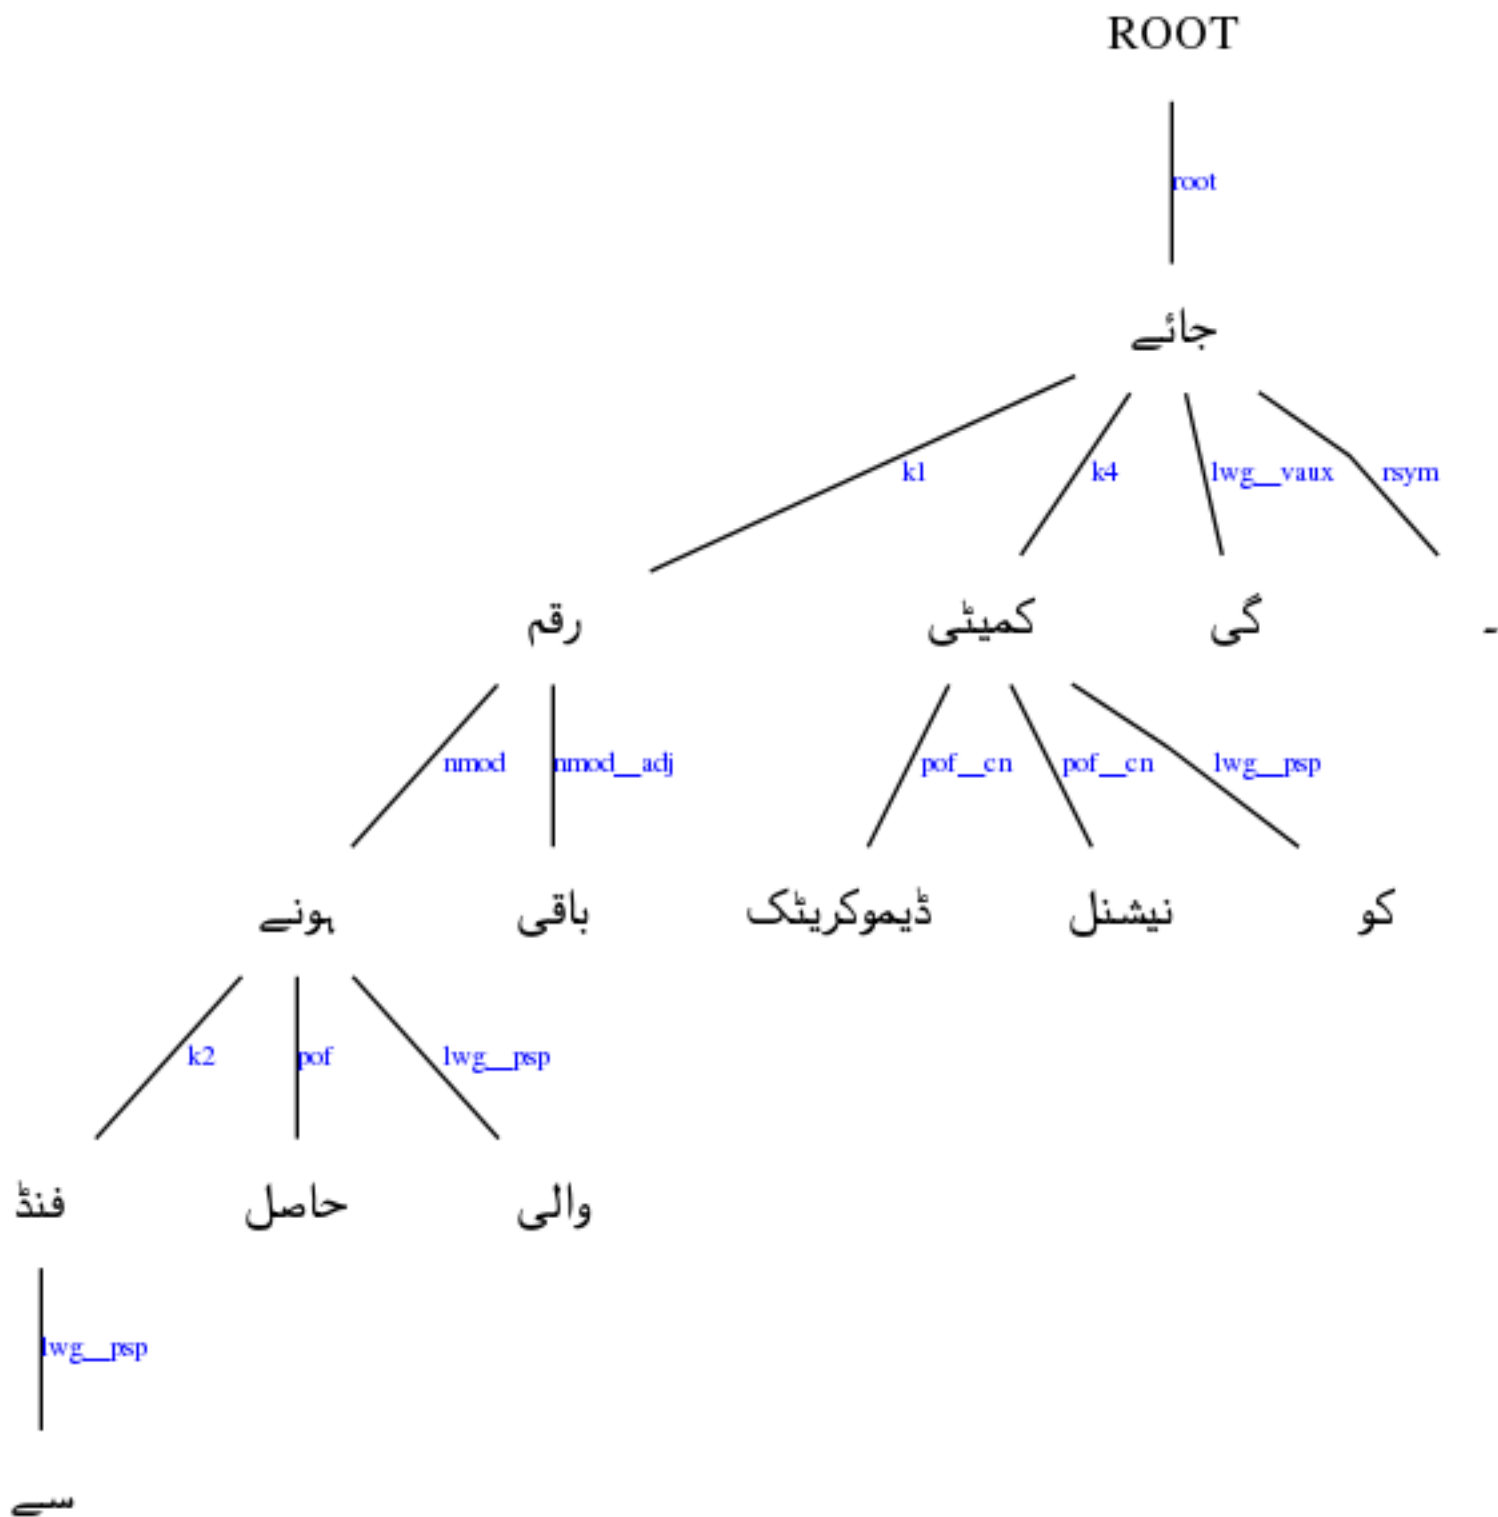 ROOT
root
جائے
k1 k4 lwg__vaux rsym
رقم کمیٹی گی ۔
nmod nmod__adj pof__cn pof__cn lwg__psp
ہونے باقی ڈیموکریٹک نیشنل کو
k2 pof lwg__psp
فنڈ حاصل والی
lwg__psp
سے